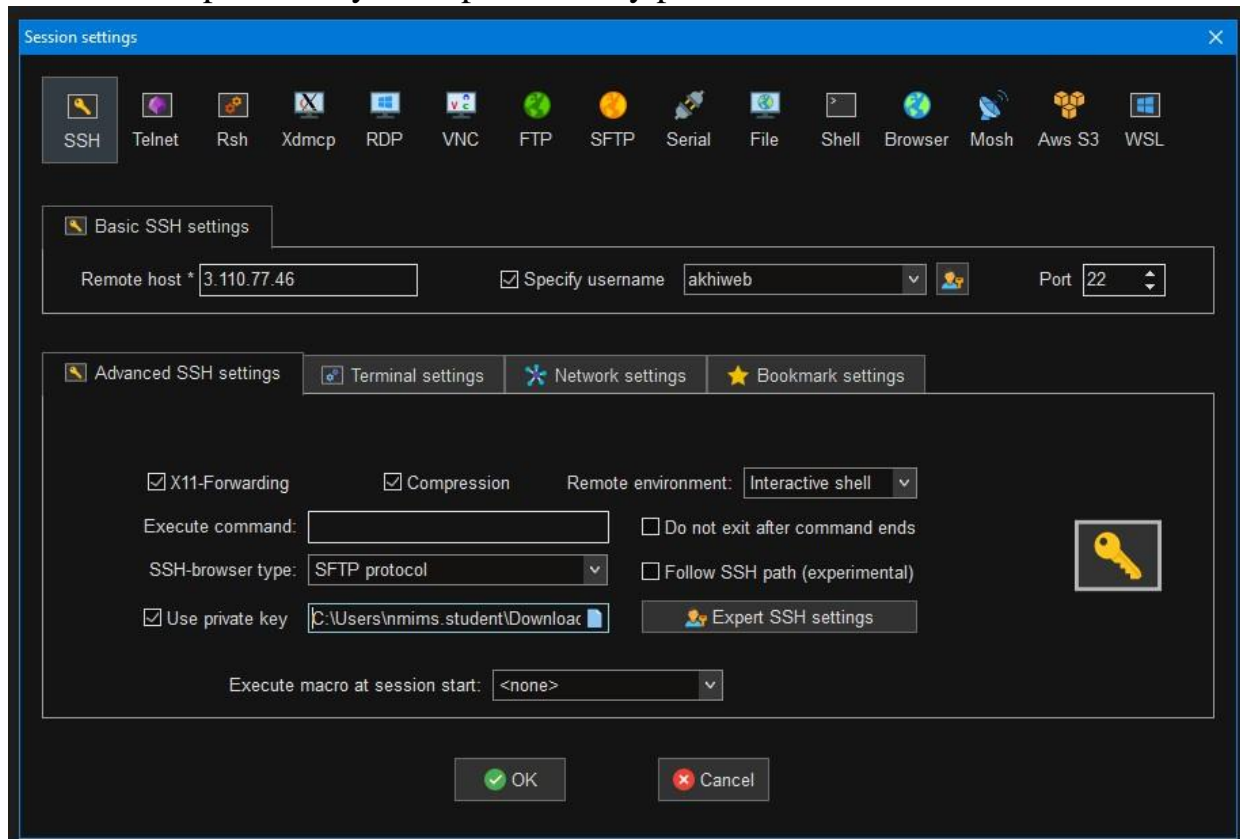 Session settings
SSH Telnet Rsh Xdmcp RDP VNC FTP SFTP Serial File Shell Browser Mosh Aws S3 WSL
Basic SSH settings
Remote host * 3.110.77.46 Specify username akhiweb Port 22
Advanced SSH settings Terminal settings Network settings Bookmark settings
X11-Forwarding Compression Remote environment: Interactive shell
Execute command: Do not exit after command ends
SSH-browser type: SFTP protocol Follow SSH path (experimental)
Use private key C:\Users\nmims.student\Downloac Expert SSH settings
Execute macro at session start: <none>
OK Cancel